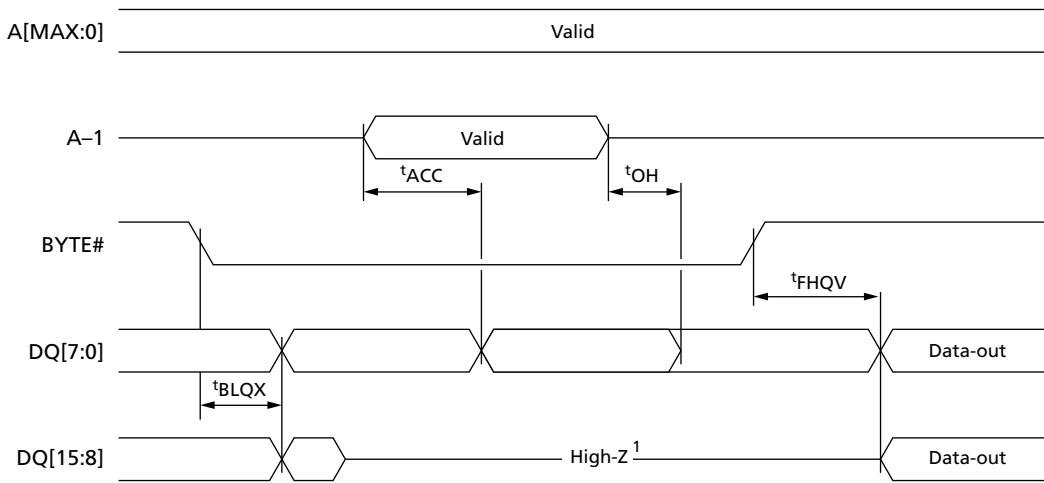 A[MAX:0]
Valid
A–1
Valid
tACC
tOH
BYTE#
tFHQV
DQ[7:0]
Data-out
tBLQX
DQ[15:8]
High-Z 1
Data-out